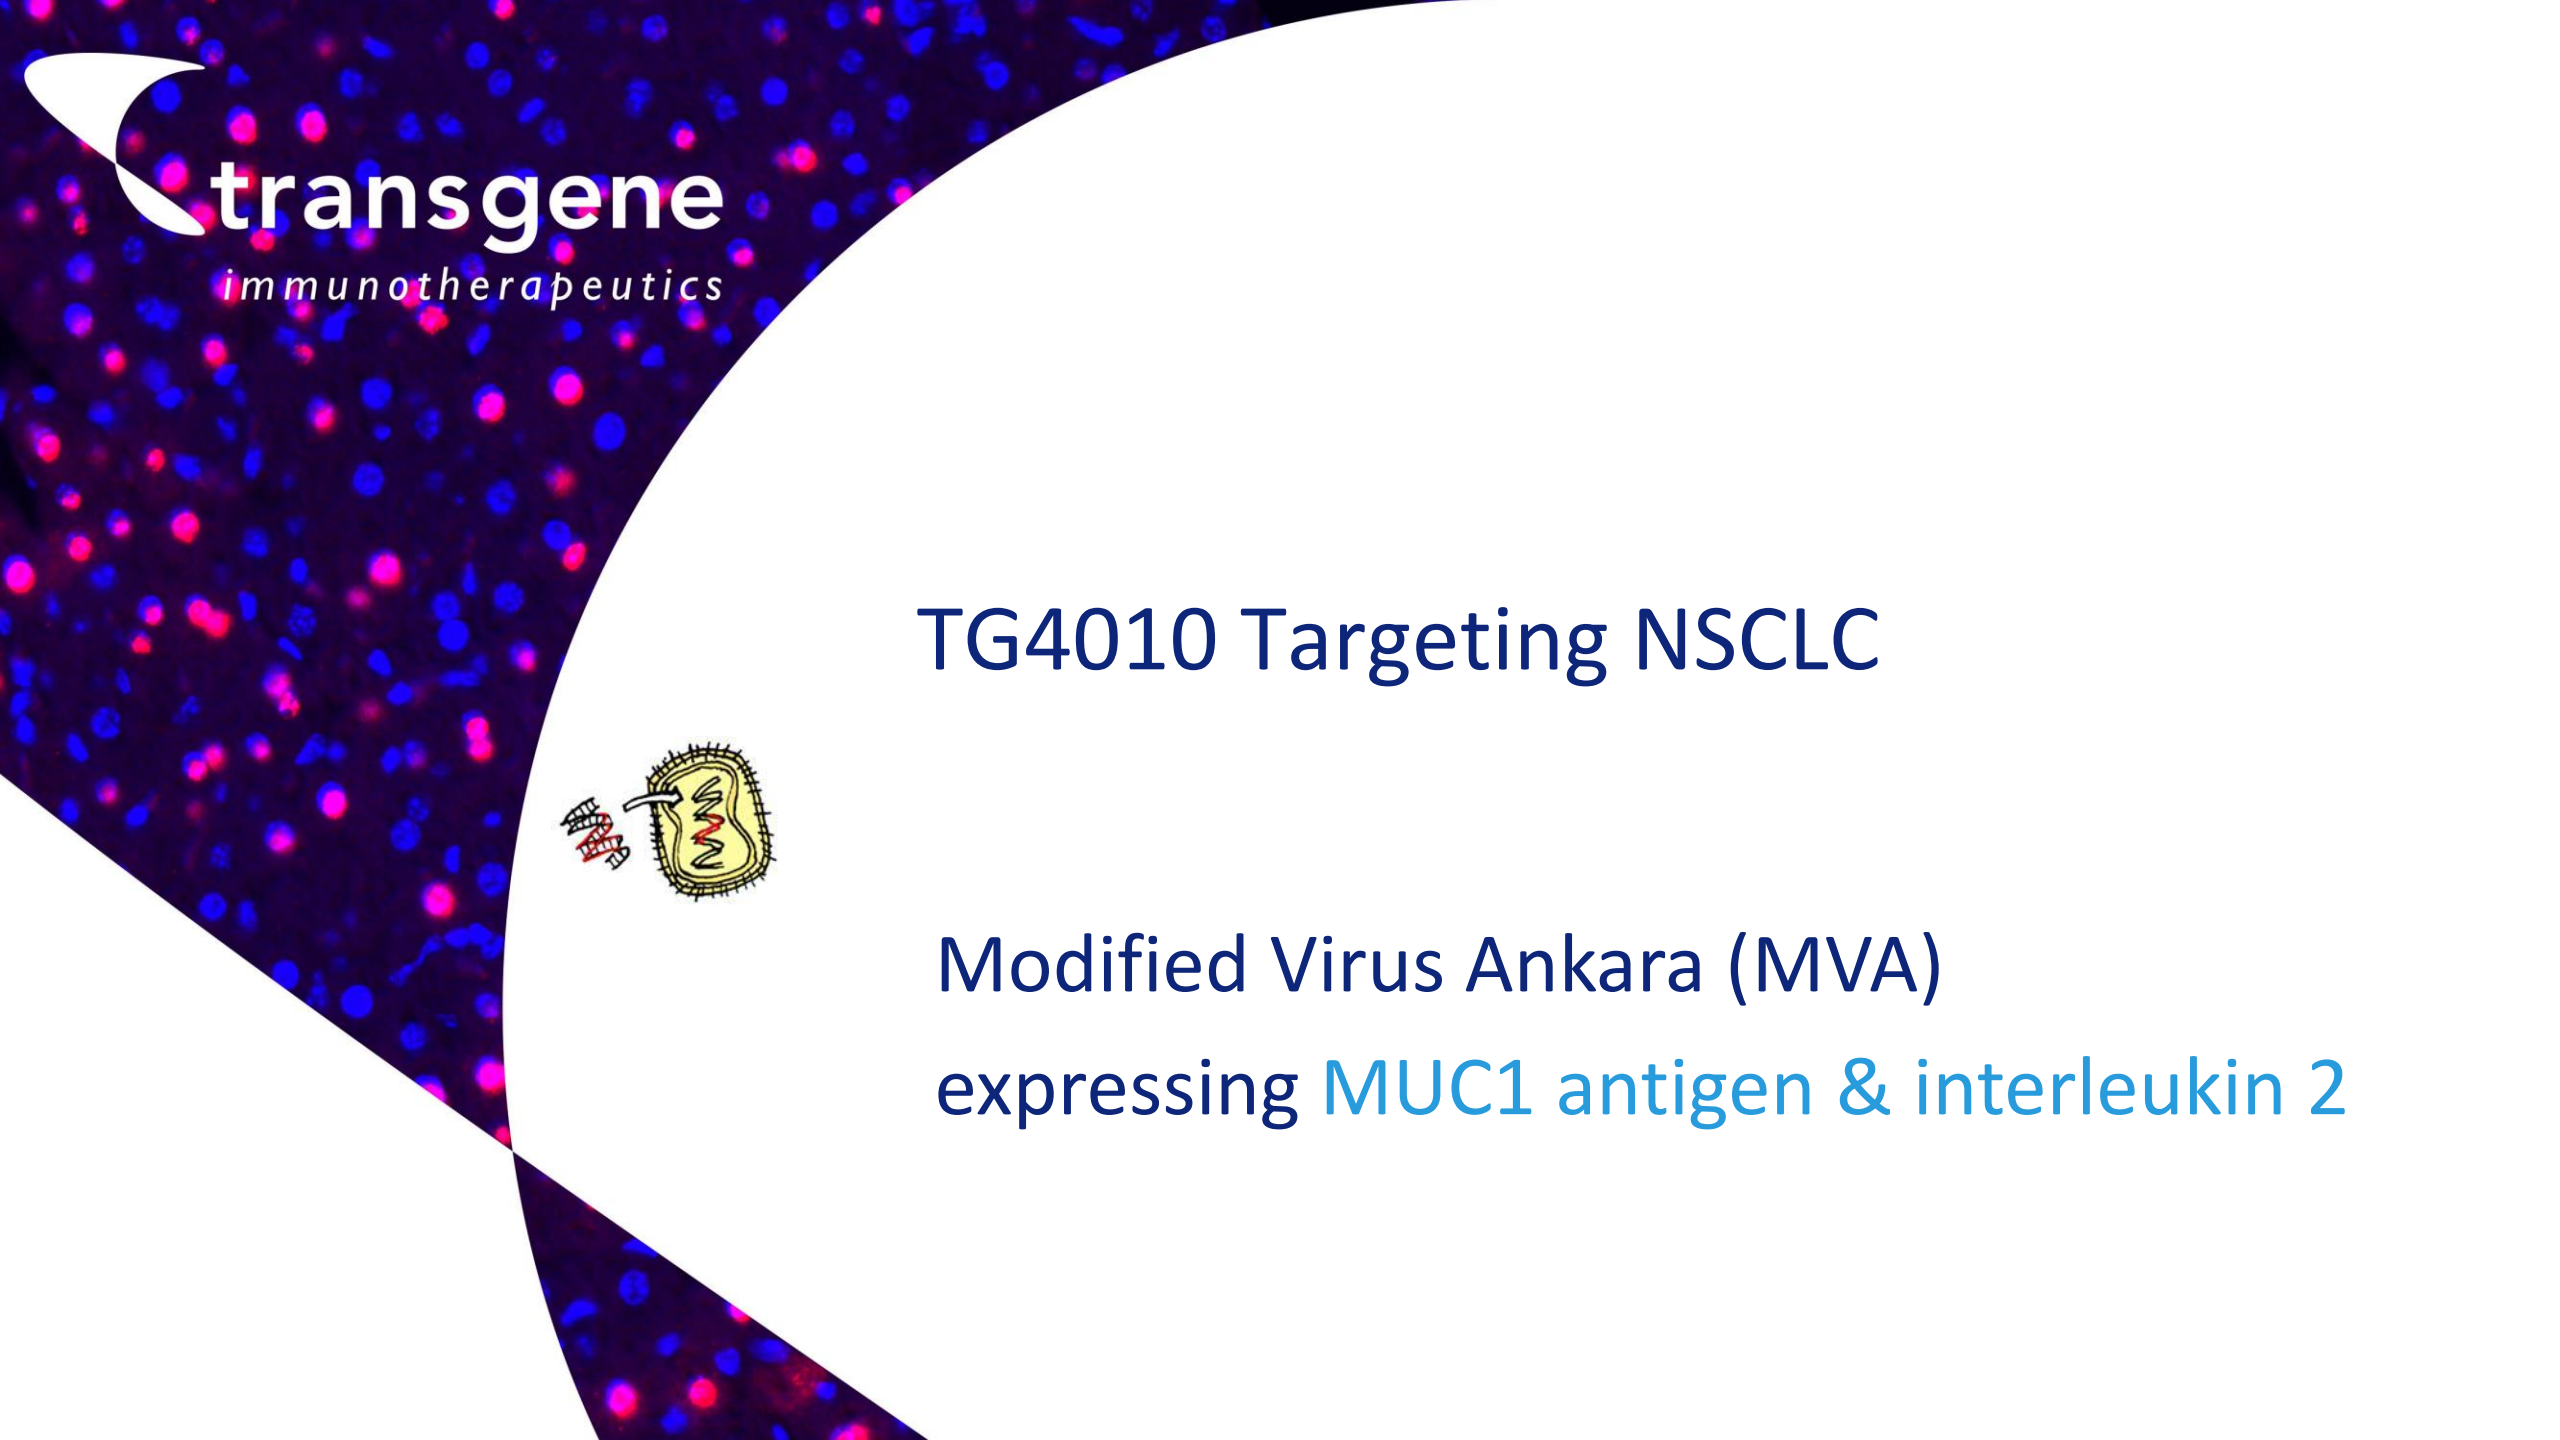 transgene
immunotherapeutics
TG4010 Targeting NSCLC
Modified Virus Ankara (MVA)
expressing MUC1 antigen & interleukin 2